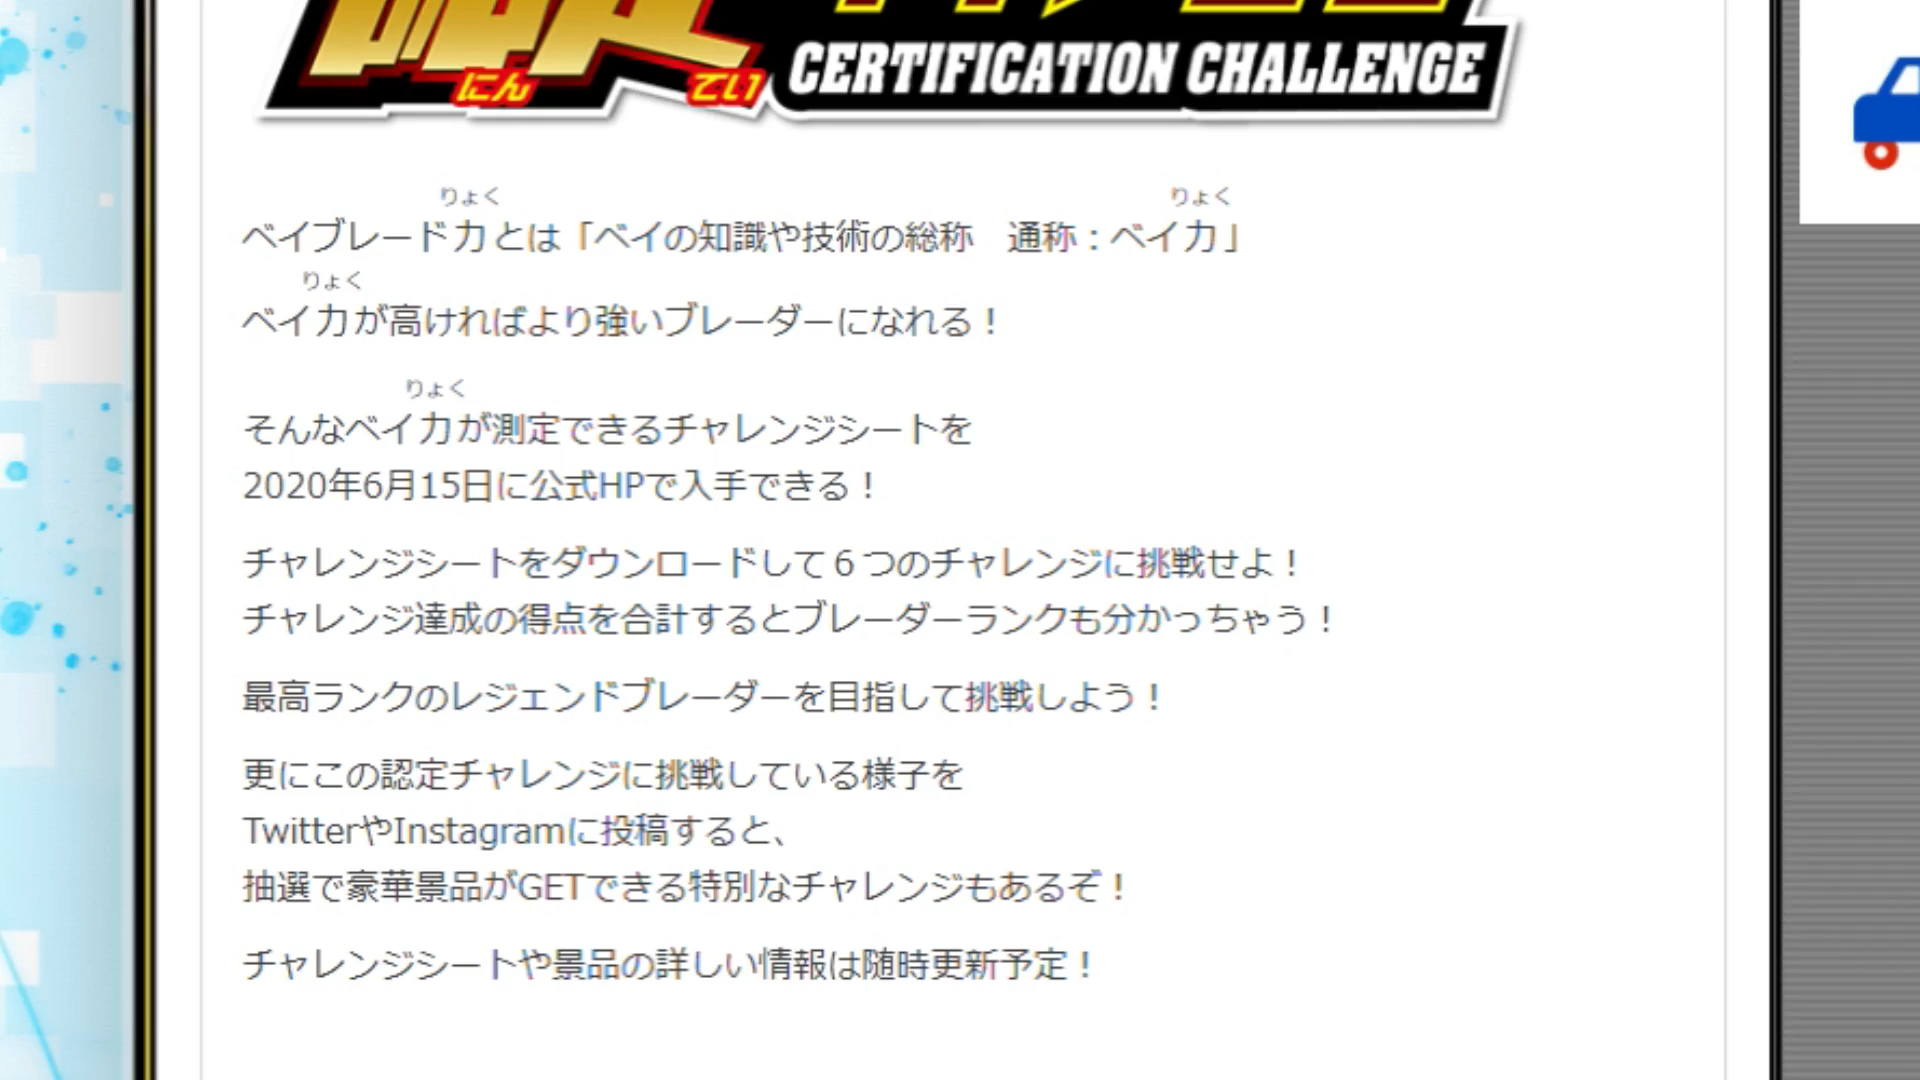 にん てい CERTIFICATION CHALLENGE
りょく りょく
ベイブレード力とは「ベイの知識や技術の総称　通称：ベイ力」
りょく
ベイ力が高ければより強いブレーダーになれる！
りょく
そんなベイ力が測定できるチャレンジシートを
2020年6月15日に公式HPで入手できる！
チャレンジシートをダウンロードして６つのチャレンジに挑戦せよ！
チャレンジ達成の得点を合計するとブレーダーランクも分かっちゃう！
最高ランクのレジェンドブレーダーを目指して挑戦しよう！
更にこの認定チャレンジに挑戦している様子を
TwitterやInstagramに投稿すると、
抽選で豪華景品がGETできる特別なチャレンジもあるぞ！
チャレンジシートや景品の詳しい情報は随時更新予定！